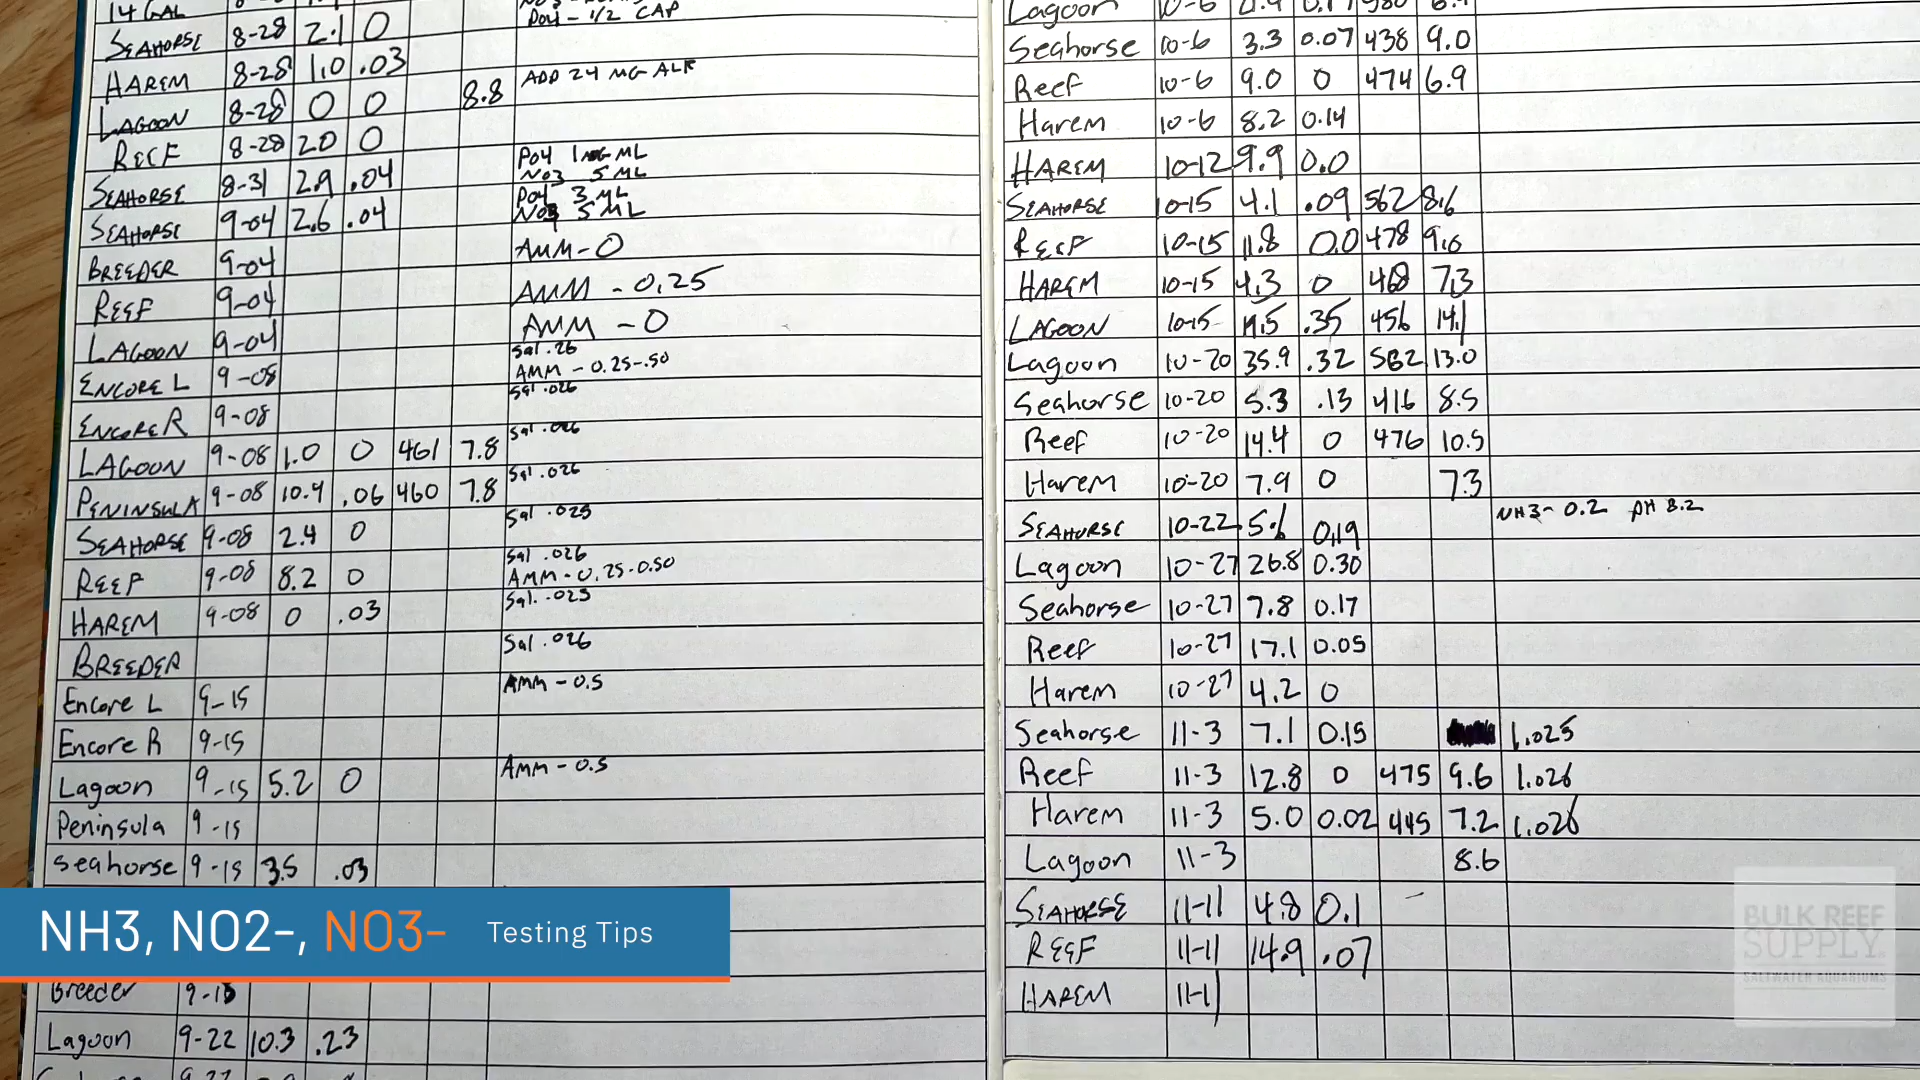 14 GAL
PO4 - 1/2 CAP
SEAHORSE 8-28 2.1 0
HAREM 8-28 1.0 .03
ADD 24 MG ALK
LAGOON 8-28 0 0 8.8
REEF 8-28 20 0
PO4 1 ML
NO3 5 ML
SEAHORSE 8-31 2.9 .04
PO4 3 ML
NO3 5 ML
SEAHORSE 9-04 2.6 .04
BREEDER 9-04 AMM-0
REEF 9-04 AMM - 0.25
LAGOON 9-04 AMM - 0
Sal .26
AMM - 0.25-.50
ENCORE L 9-08
Sal .026
ENCORE R 9-08
Sal .026
LAGOON 9-08 1.0 0 461 7.8
Sal .026
PENINSULA 9-08 10.4 .06 460 7.8
Sal .025
SEAHORSE 9-08 2.4 0
Sal .026
AMM - 0.25-0.50
REEF 9-08 8.2 0
Sal. .025
HAREM 9-08 0 .03
Sal .026
BREEDER
AMM - 0.5
Encore L 9-15
Encore R 9-15
AMM - 0.5
Lagoon 9-15 5.2 0
Peninsula 9-15
seahorse 9-15 3.5 .03
NH3, NO2-, NO3- Testing Tips
Breeder 9-15
Lagoon 9-22 10.3 .23
9-22
Lagoon 10-6
Seahorse 10-6 3.3 0.07 438 9.0
Reef 10-6 9.0 0 474 6.9
Harem 10-6 8.2 0.14
HAREM 10-12 9.9 0.0
SEAHORSE 10-15 4.1 .09 562 8.6
REEF 10-15 11.8 0.0 478 9.6
HAREM 10-15 4.3 0 468 7.3
LAGOON 10-15 .35 456 14.1
Lagoon 10-20 35.9 .32 13.0
Seahorse 10-20 5.3 .13 416 8.5
Reef 10-20 14.4 0 476 10.5
Harem 10-20 7.9 0 7.3
NH3- 0.2 PH 8.2
SEAHORSE 10-22 5.6 0.19
Lagoon 10-27 26.8 0.30
Seahorse 10-27 7.8 0.17
Reef 10-27 17.1 0.05
Harem 10-27 4.2 0
Seahorse 11-3 7.1 0.15 1.025
Reef 11-3 12.8 0 475 9.6 1.026
Harem 11-3 5.0 0.02 445 7.2 1.026
Lagoon 11-3 8.6
SEAHORSE 11-11 4.8 0.1 -
REEF 11-11 14.9 .07
HAREM 11-11
BULK REEF
SUPPLY
SALTWATER AQUARIUMS